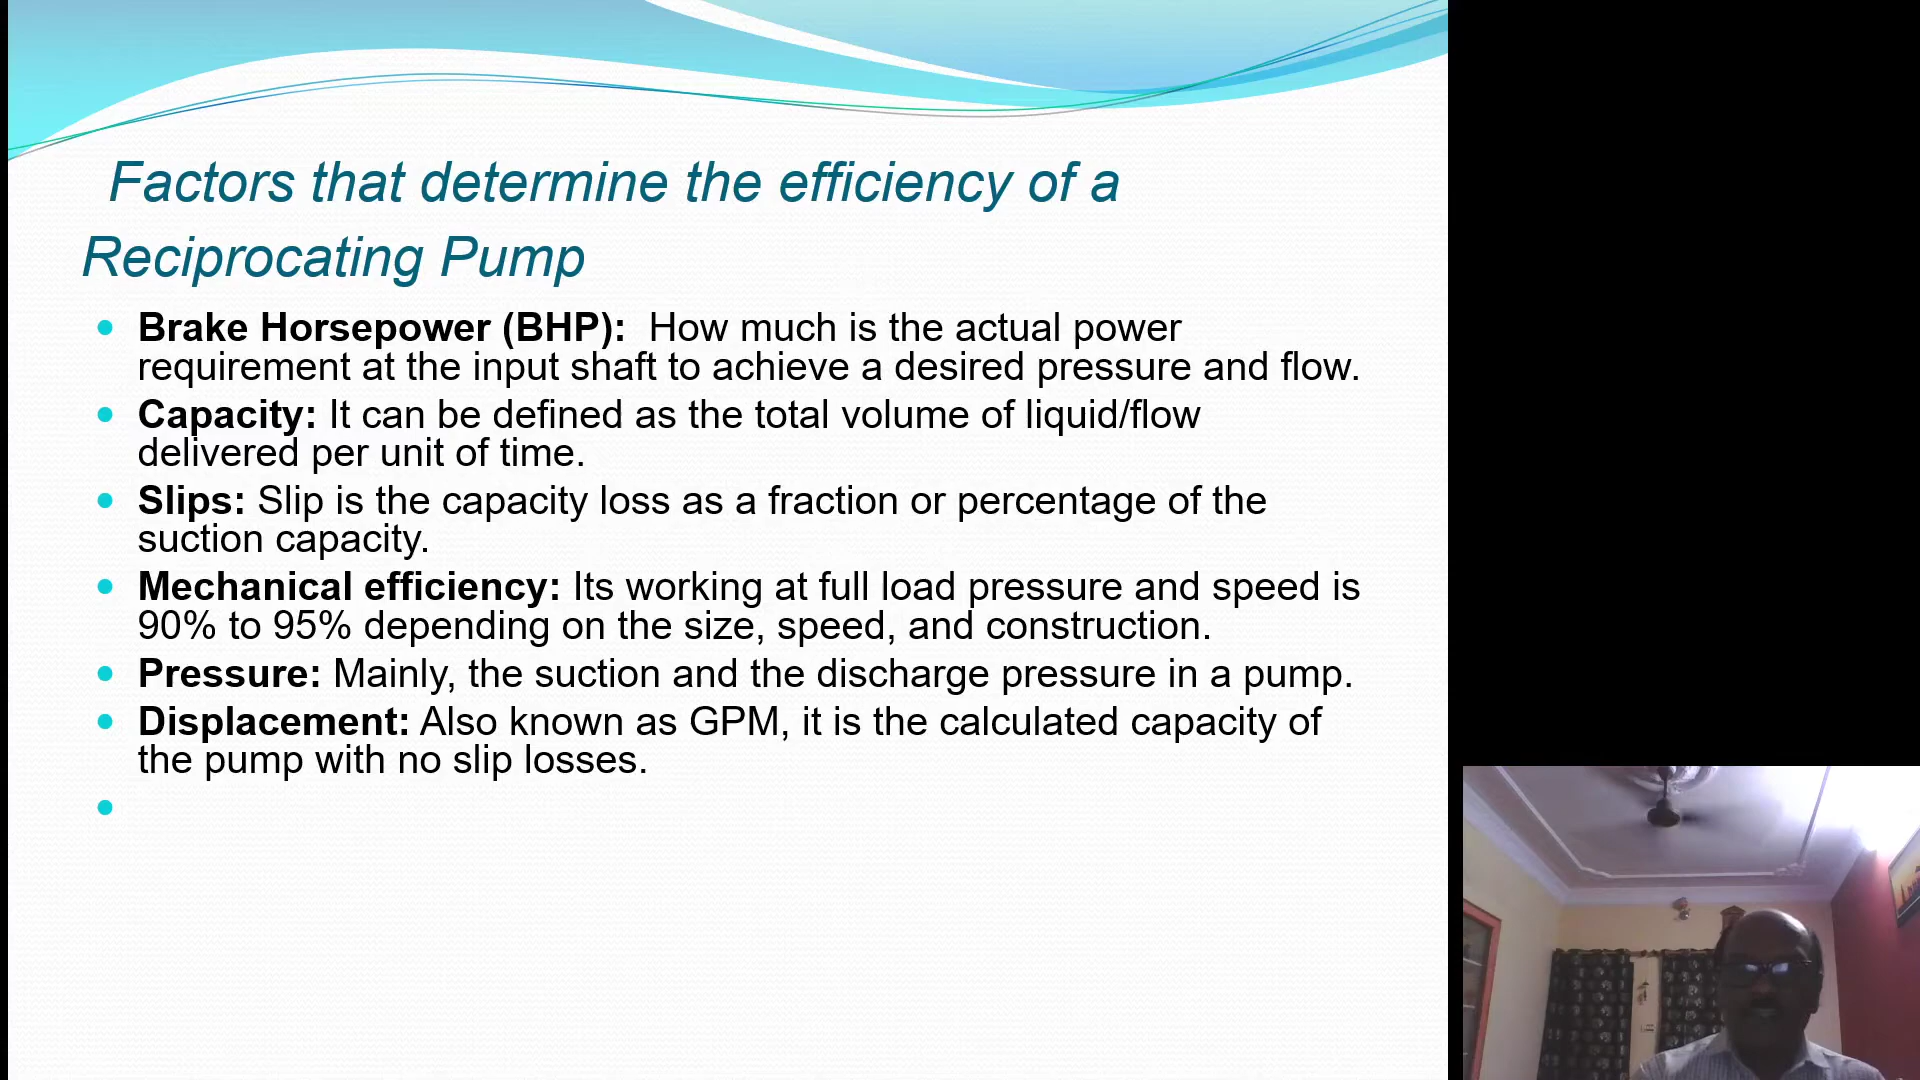 Factors that determine the efficiency of a
Reciprocating Pump
Brake Horsepower (BHP): How much is the actual power
requirement at the input shaft to achieve a desired pressure and flow.
Capacity: It can be defined as the total volume of liquid/flow
delivered per unit of time.
Slips: Slip is the capacity loss as a fraction or percentage of the
suction capacity.
Mechanical efficiency: Its working at full load pressure and speed is
90% to 95% depending on the size, speed, and construction.
Pressure: Mainly, the suction and the discharge pressure in a pump.
Displacement: Also known as GPM, it is the calculated capacity of
the pump with no slip losses.